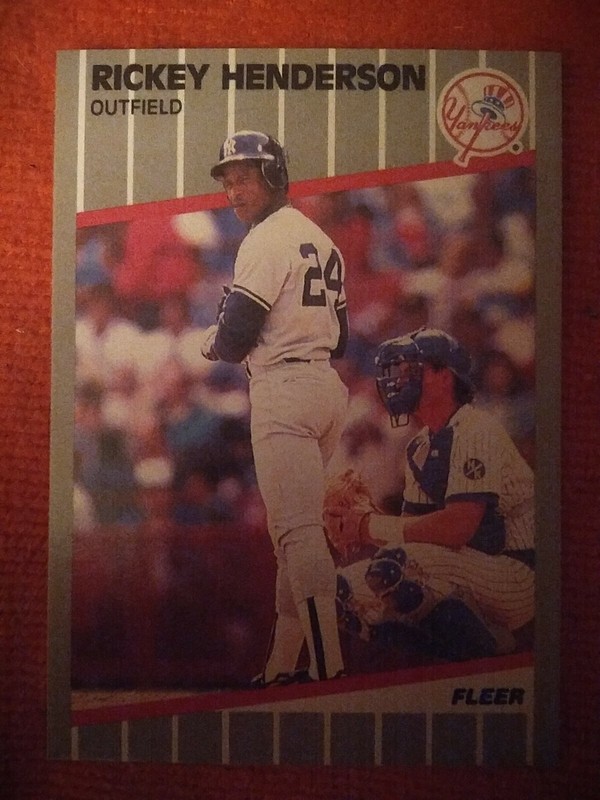 RICKEY HENDERSON
OUTFIELD
Yankees
NY
24
FLEER